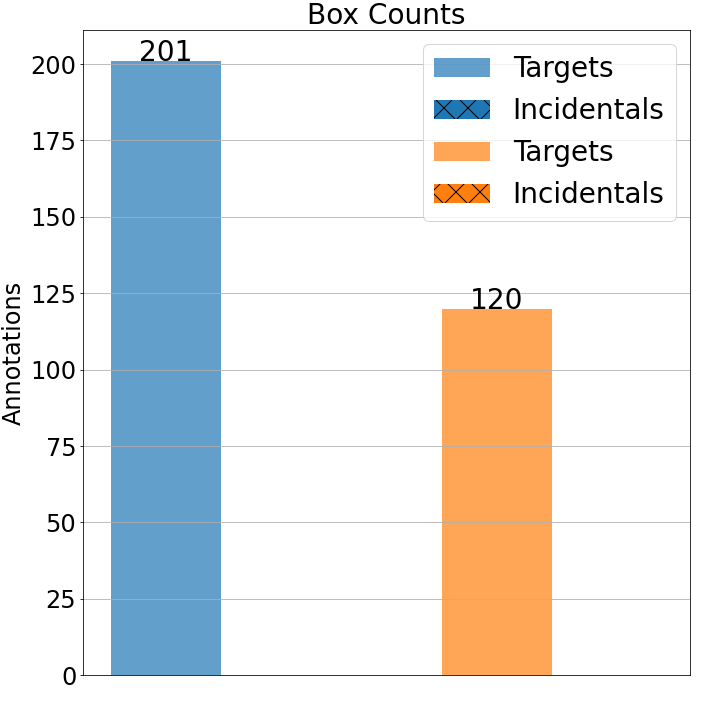 Box Counts
201
120
Targets
Incidentals
Targets
Incidentals
Annotations
200
175
150
125
100
75
50
25
0